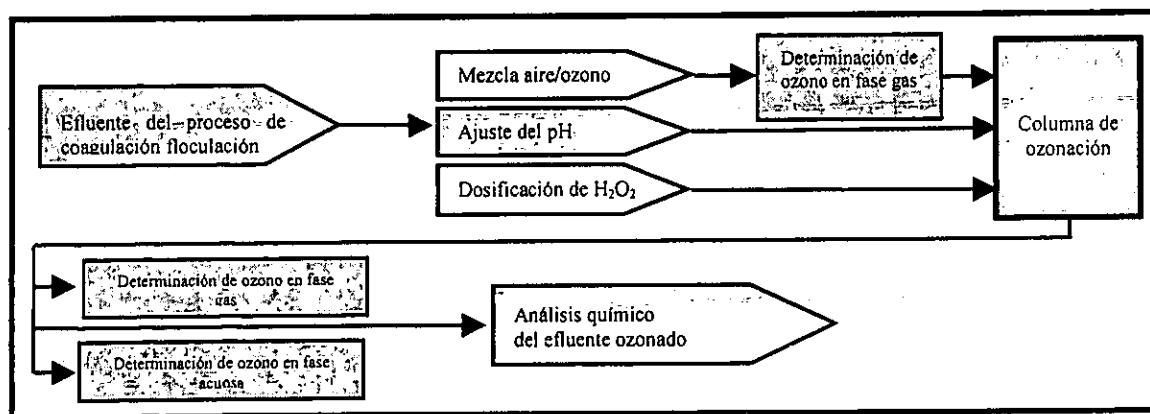 Mezcla aire/ozono
Determinación de
ozono en fase gas
Efluente del proceso de
coagulación floculación
Ajuste del pH
Columna de
ozonación
Dosificación de H₂O₂
Determinación de ozono en fase
gas
Análisis químico
del efluente ozonado
Determinación de ozono en fase
acuosa